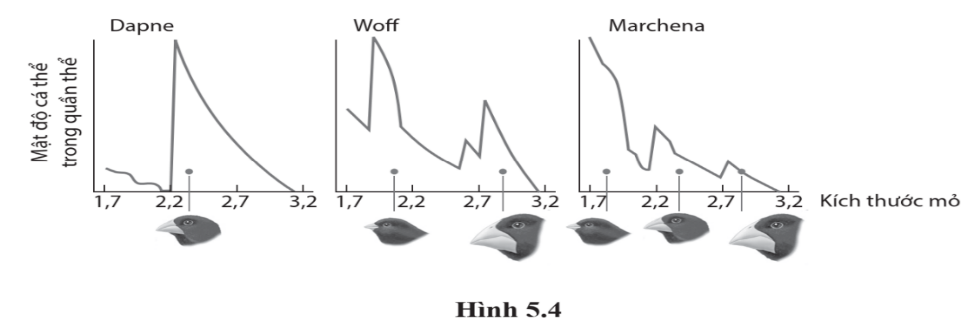 Dapne
Woff
Marchena
Mật độ cá thể
trong quần thể
1,7 2,2 2,7 3,2
1,7 2,2 2,7 3,2
1,7 2,2 2,7 3,2
Kích thước mỏ
Hình 5.4